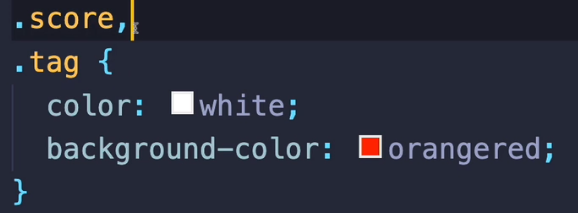 .score,
.tag {
  color: white;
  background-color: orangered;
}